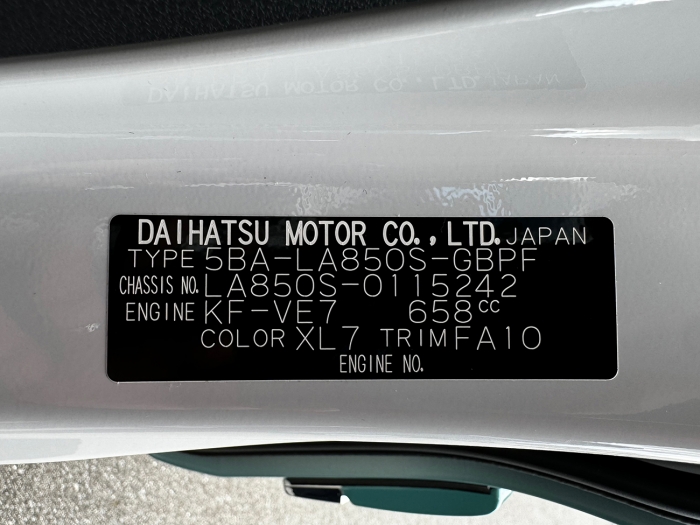 DAIHATSU MOTOR CO., LTD. JAPAN
TYPE 5BA-LA850S-GBPF
CHASSIS NO. LA850S-0115242
ENGINE KF-VE7 658cc
COLOR XL7 TRIM FA10
ENGINE NO.